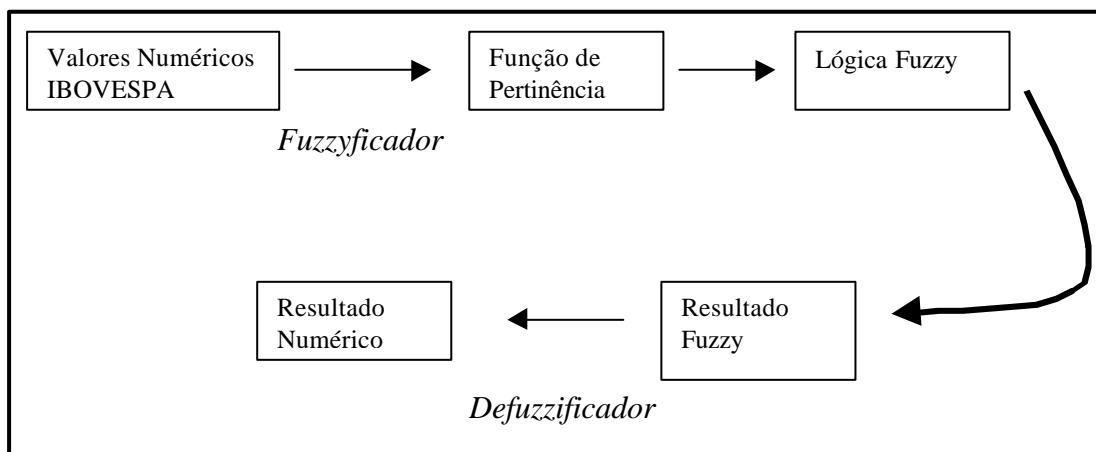 Valores Numéricos
IBOVESPA
Função de
Pertinência
Lógica Fuzzy
Fuzzyficador
Resultado
Numérico
Resultado
Fuzzy
Defuzzificador